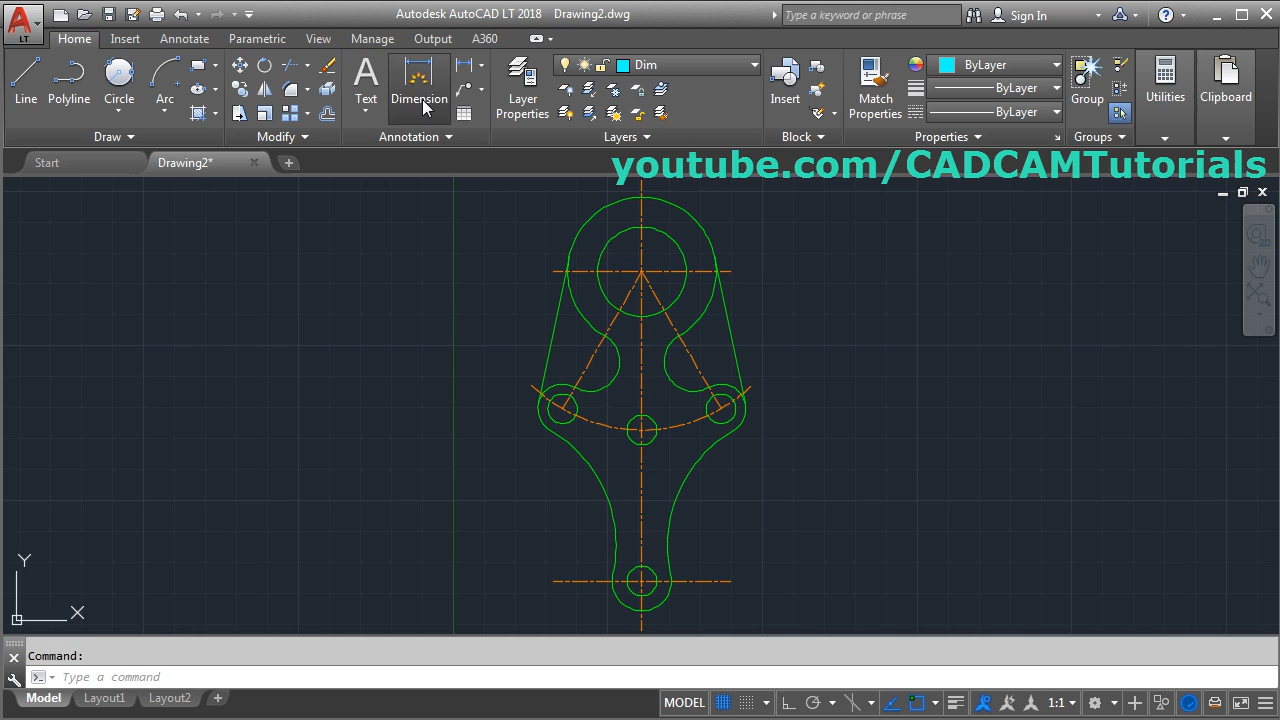 Autodesk AutoCAD LT 2018 Drawing2.dwg
Type a keyword or phrase
Sign In
LT
Home Insert Annotate Parametric View Manage Output A360
Line Polyline Circle Arc
Draw
Modify
Text Dimension
Annotation
Layer Properties
Dim
Layers
Insert
Block
Match Properties
ByLayer
ByLayer
ByLayer
Properties
Group
Groups
Utilities
Clipboard
Start Drawing2*
youtube.com/CADCAMTutorials
2D
Y
X
Command:
Type a command
Model Layout1 Layout2
MODEL
1:1